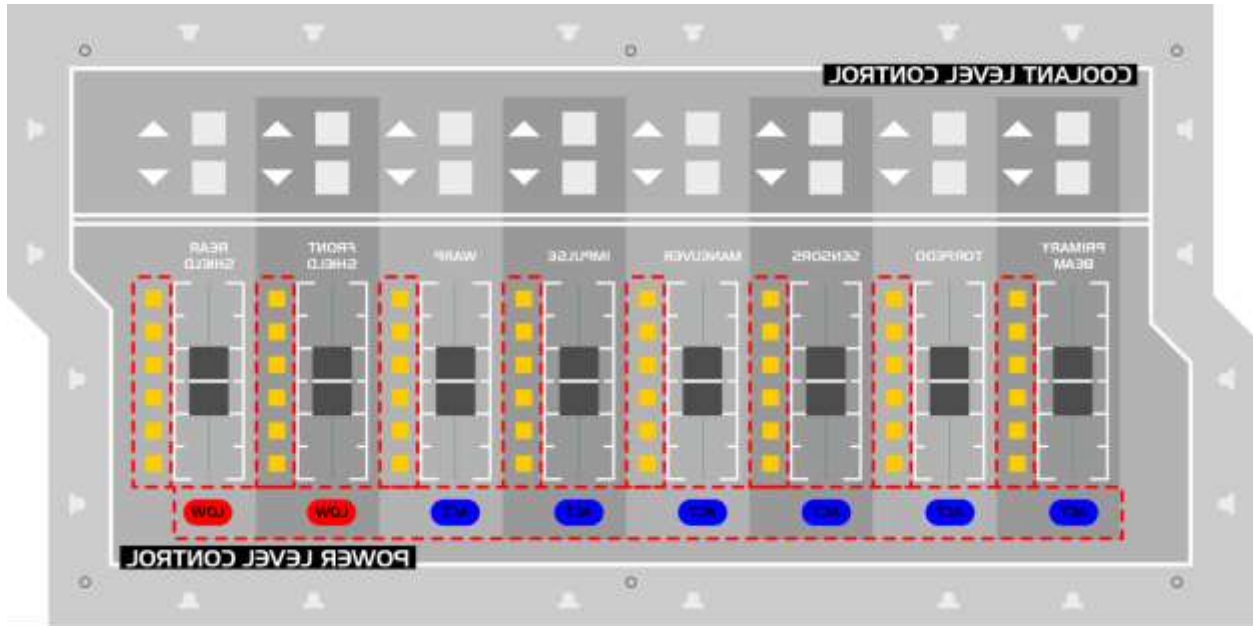 COOLANT LEVEL CONTROL
PRIMARY
BEAM
TORPEDO
SENSORS
MANEUVER
IMPULSE
WARP
FRONT
SHIELD
REAR
SHIELD
ACT
ACT
ACT
ACT
ACT
ACT
LOW
LOW
POWER LEVEL CONTROL